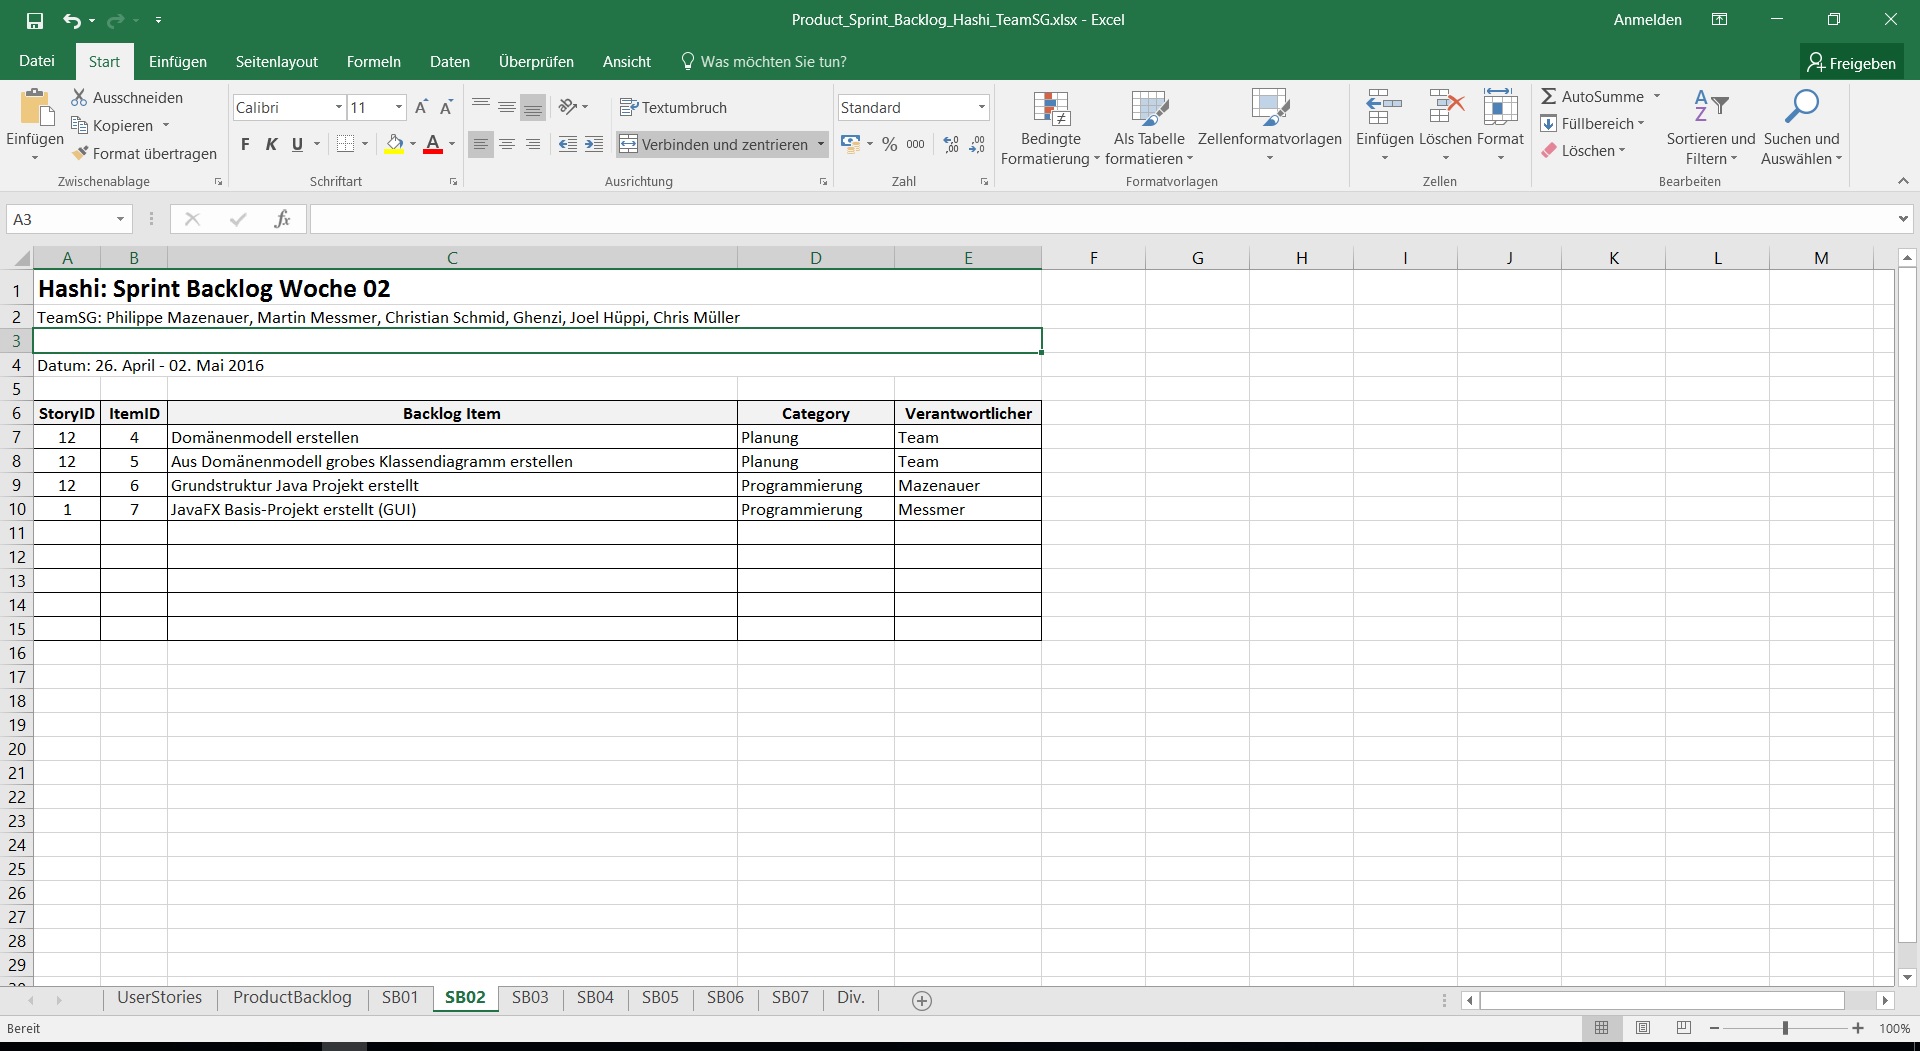 Product_Sprint_Backlog_Hashi_TeamSG.xlsx - Excel
Anmelden
Datei Start Einfügen Seitenlayout Formeln Daten Überprüfen Ansicht Was möchten Sie tun? Freigeben
Einfügen
Ausschneiden
Kopieren
Format übertragen
Zwischenablage
Calibri 11
F K U
Schriftart
Textumbruch
Verbinden und zentrieren
Ausrichtung
Standard
% 000
Zahl
Bedingte Formatierung
Als Tabelle formatieren
Zellenformatvorlagen
Formatvorlagen
Einfügen Löschen Format
Zellen
AutoSumme
Füllbereich
Löschen
Sortieren und Filtern
Suchen und Auswählen
Bearbeiten
A3
fx
A B C D E F G H I J K L M
1 Hashi: Sprint Backlog Woche 02
2 TeamSG: Philippe Mazenauer, Martin Messmer, Christian Schmid, Ghenzi, Joel Hüppi, Chris Müller
3
4 Datum: 26. April - 02. Mai 2016
5
6 StoryID ItemID Backlog Item Category Verantwortlicher
7 12 4 Domänenmodell erstellen Planung Team
8 12 5 Aus Domänenmodell grobes Klassendiagramm erstellen Planung Team
9 12 6 Grundstruktur Java Projekt erstellt Programmierung Mazenauer
10 1 7 JavaFX Basis-Projekt erstellt (GUI) Programmierung Messmer
11
12
13
14
15
16
17
18
19
20
21
22
23
24
25
26
27
28
29
UserStories ProductBacklog SB01 SB02 SB03 SB04 SB05 SB06 SB07 Div.
Bereit
100%